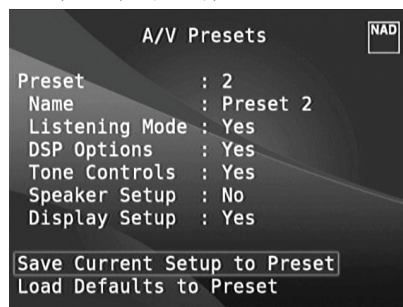 A/V Presets
NAD
Preset : 2
Name : Preset 2
Listening Mode : Yes
DSP Options : Yes
Tone Controls : Yes
Speaker Setup : No
Display Setup : Yes
Save Current Setup to Preset
Load Defaults to Preset